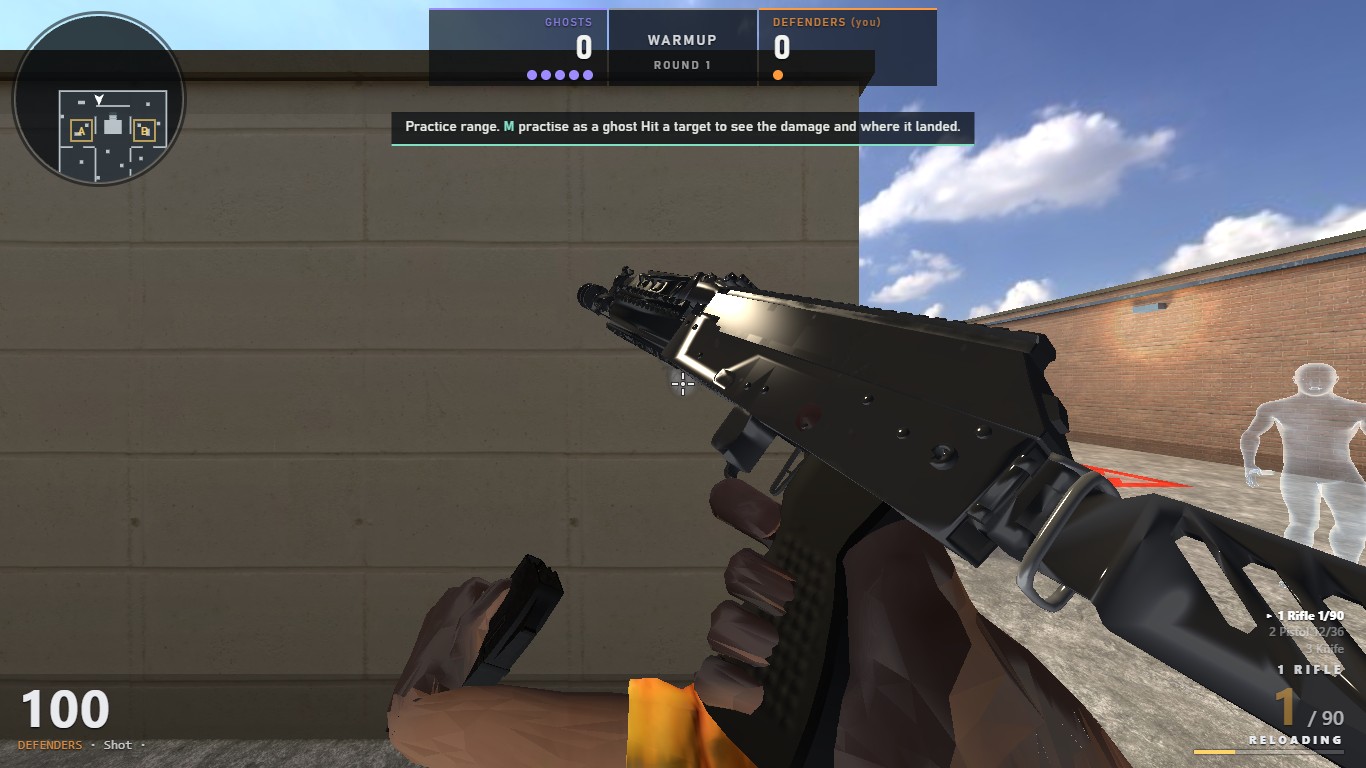 GHOSTS
0
WARMUP
ROUND 1
DEFENDERS (you)
0
Practice range. M practise as a ghost Hit a target to see the damage and where it landed.
A
B
▸ 1 Rifle 1/90
2 Pistol 12/36
3 Knife
1 RIFLE
1 / 90
RELOADING
100
DEFENDERS · Shot ·